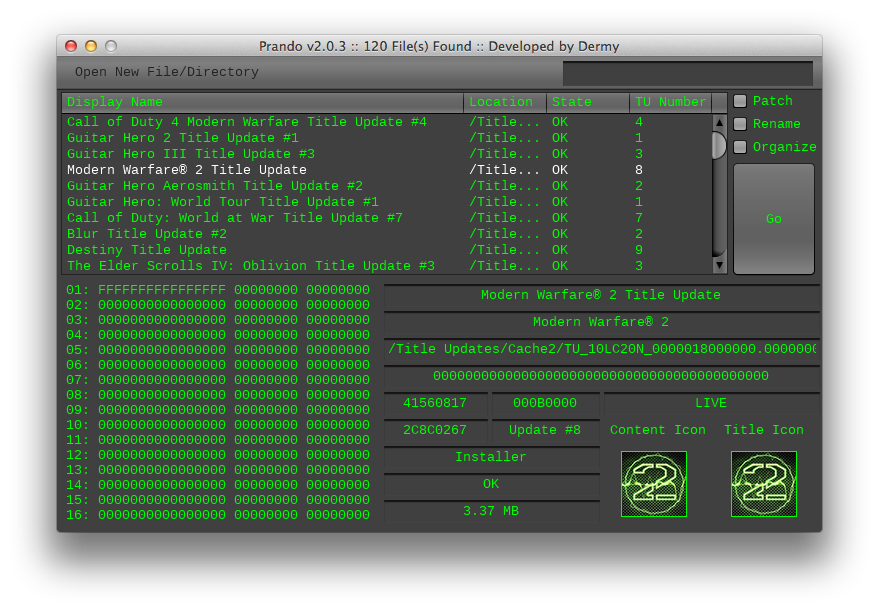 Prando v2.0.3 :: 120 File(s) Found :: Developed by Dermy
Open New File/Directory
Display Name Location State TU Number
Call of Duty 4 Modern Warfare Title Update #4 /Title... OK 4
Guitar Hero 2 Title Update #1 /Title... OK 1
Guitar Hero III Title Update #3 /Title... OK 3
Modern Warfare® 2 Title Update /Title... OK 8
Guitar Hero Aerosmith Title Update #2 /Title... OK 2
Guitar Hero: World Tour Title Update #1 /Title... OK 1
Call of Duty: World at War Title Update #7 /Title... OK 7
Blur Title Update #2 /Title... OK 2
Destiny Title Update /Title... OK 9
The Elder Scrolls IV: Oblivion Title Update #3 /Title... OK 3
Patch
Rename
Organize
Go
01: FFFFFFFFFFFFFFFF 00000000 00000000
02: 0000000000000000 00000000 00000000
03: 0000000000000000 00000000 00000000
04: 0000000000000000 00000000 00000000
05: 0000000000000000 00000000 00000000
06: 0000000000000000 00000000 00000000
07: 0000000000000000 00000000 00000000
08: 0000000000000000 00000000 00000000
09: 0000000000000000 00000000 00000000
10: 0000000000000000 00000000 00000000
11: 0000000000000000 00000000 00000000
12: 0000000000000000 00000000 00000000
13: 0000000000000000 00000000 00000000
14: 0000000000000000 00000000 00000000
15: 0000000000000000 00000000 00000000
16: 0000000000000000 00000000 00000000
Modern Warfare® 2 Title Update
Modern Warfare® 2
/Title Updates/Cache2/TU_10LC20N_0000018000000.0000000
000000000000000000000000000000000000000000
41560817 000B0000 LIVE
2C8C0267 Update #8 Content Icon Title Icon
Installer
OK
3.37 MB
2 2